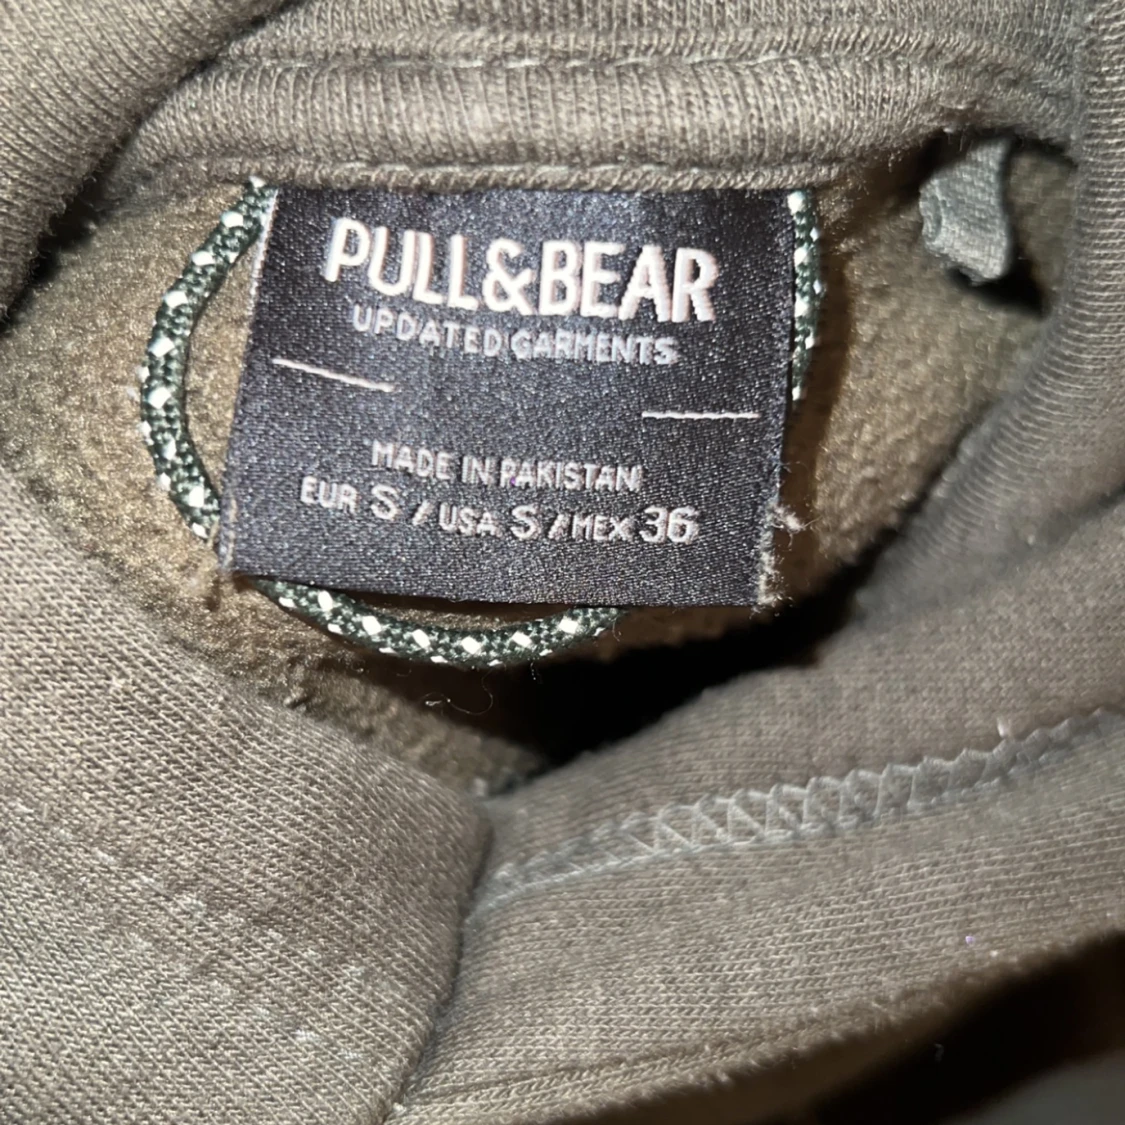 PULL&BEAR
UPDATED GARMENTS
MADE IN PAKISTAN
EUR S / USA S / MEX 36